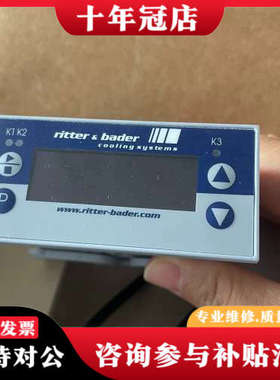 十年冠店
ritter & bader
cooling systems
K1 K2
K3
www.ritter-bader.com
发票
专业维修,质
对公
咨询参与补贴